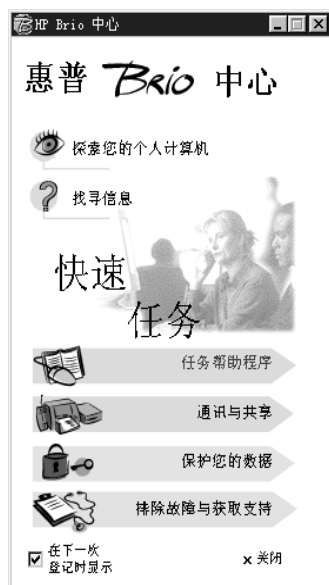 HP Brio 中心
惠普 Brio 中心
探索您的个人计算机
找寻信息
快速
任务
任务帮助程序
通讯与共享
保护您的数据
排除故障与获取支持
在下一次
登记时显示
x 关闭